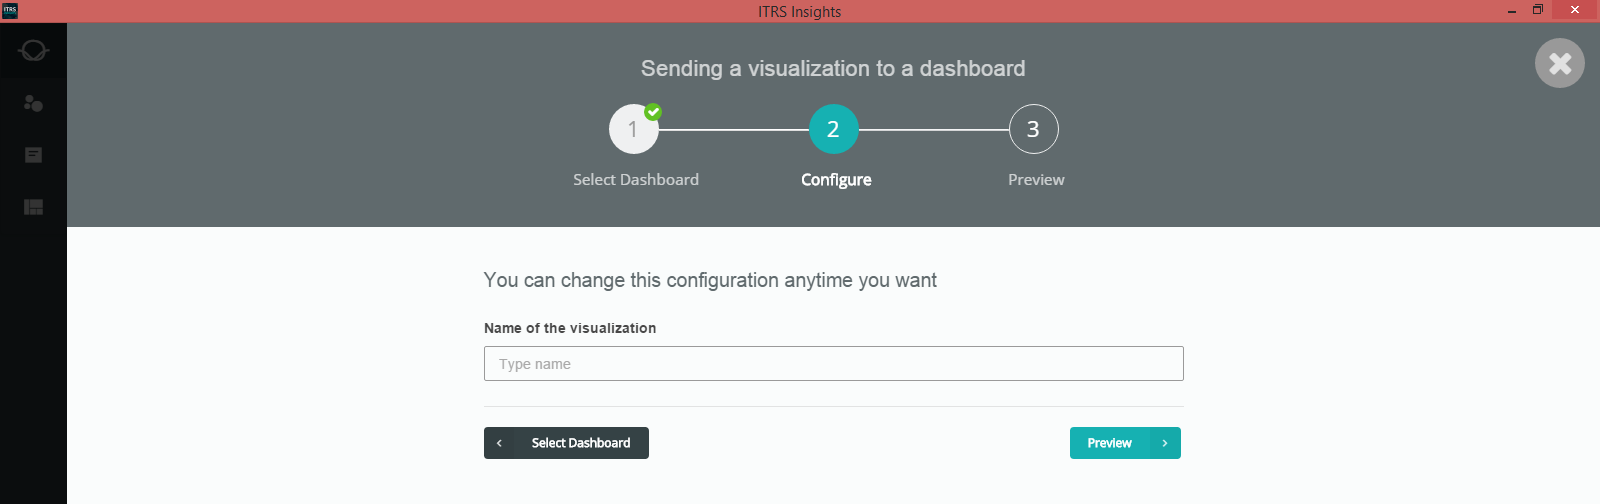 ITRS
ITRS Insights
Sending a visualization to a dashboard
1
2
3
Select Dashboard
Configure
Preview
You can change this configuration anytime you want
Name of the visualization
Type name
Select Dashboard
Preview